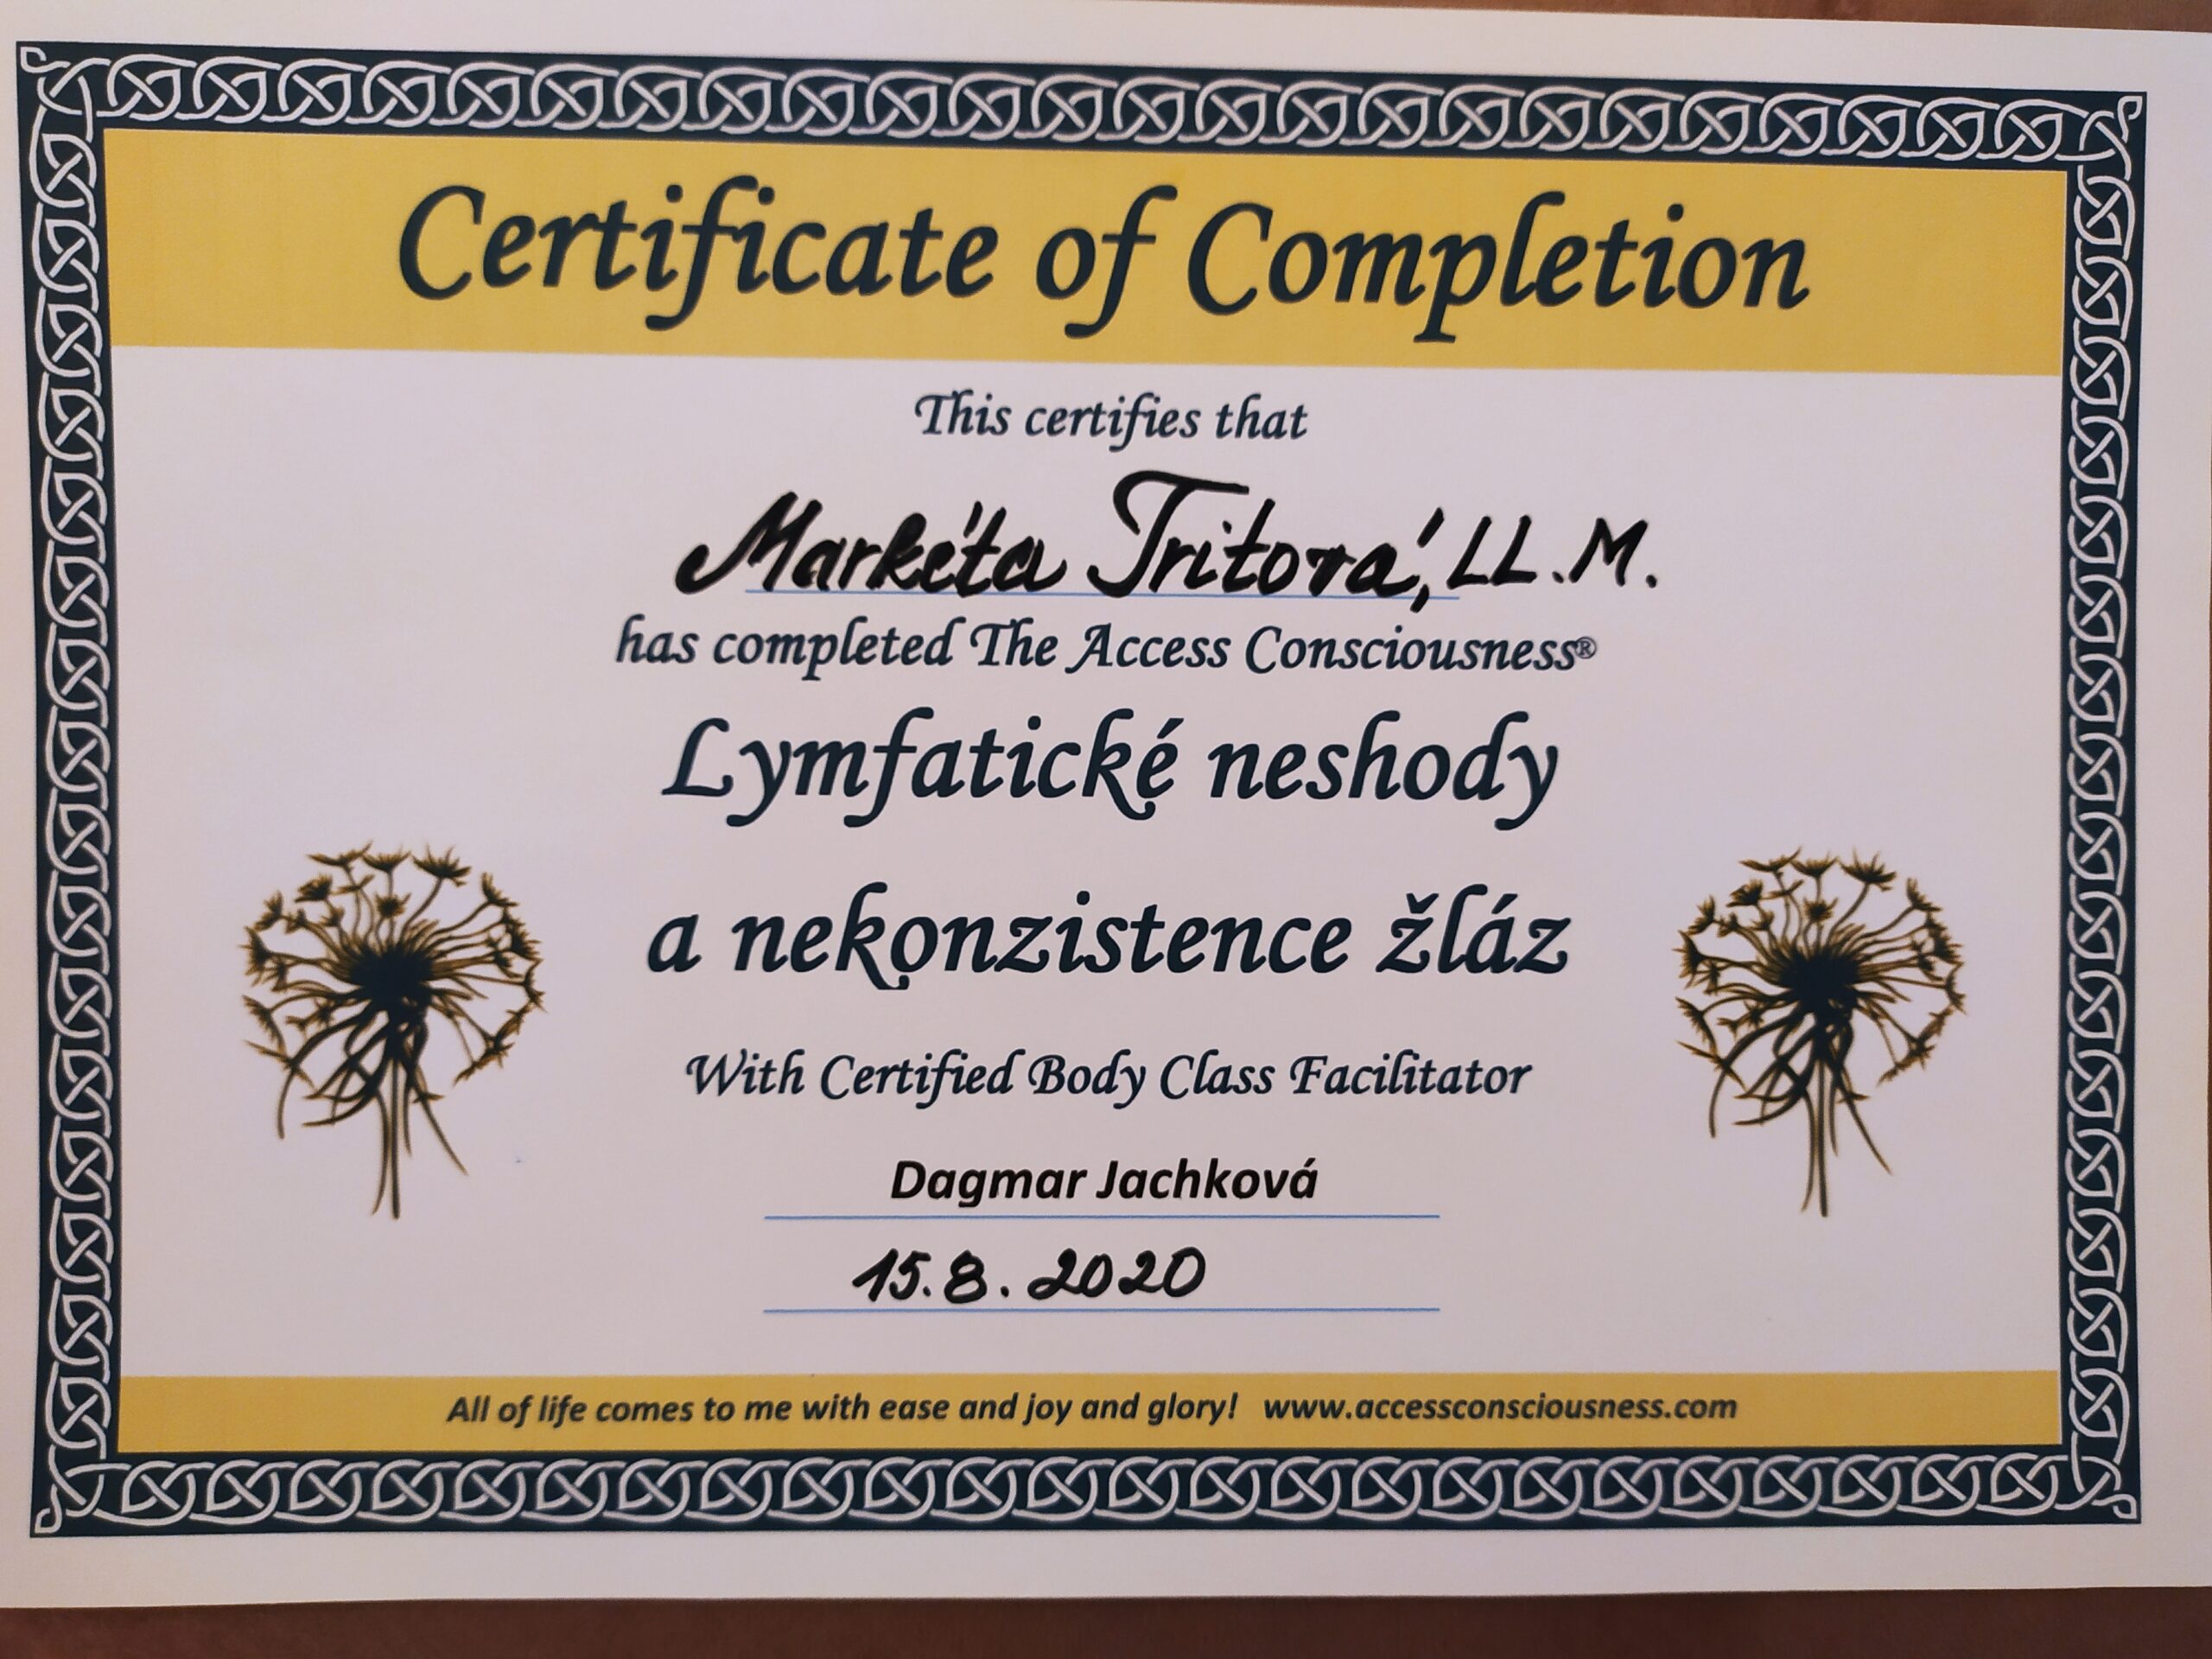 Certificate of Completion
This certifies that
Markéta Tritová, LL.M.
has completed The Access Consciousness®
Lymfatické neshody
a nekonzistence žláz
With Certified Body Class Facilitator
Dagmar Jachková
15.8.2020
All of life comes to me with ease and joy and glory! www.accessconsciousness.com